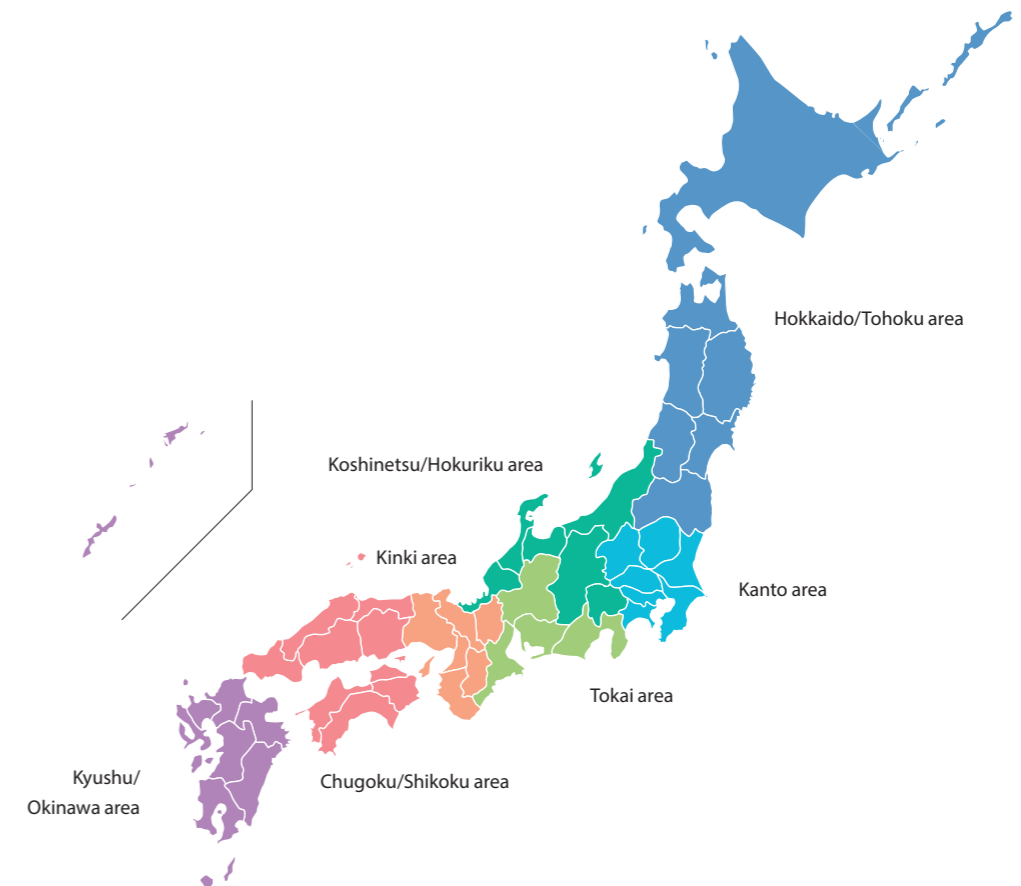 Hokkaido/Tohoku area
Koshinetsu/Hokuriku area
Kinki area
Kanto area
Tokai area
Chugoku/Shikoku area
Kyushu/
Okinawa area